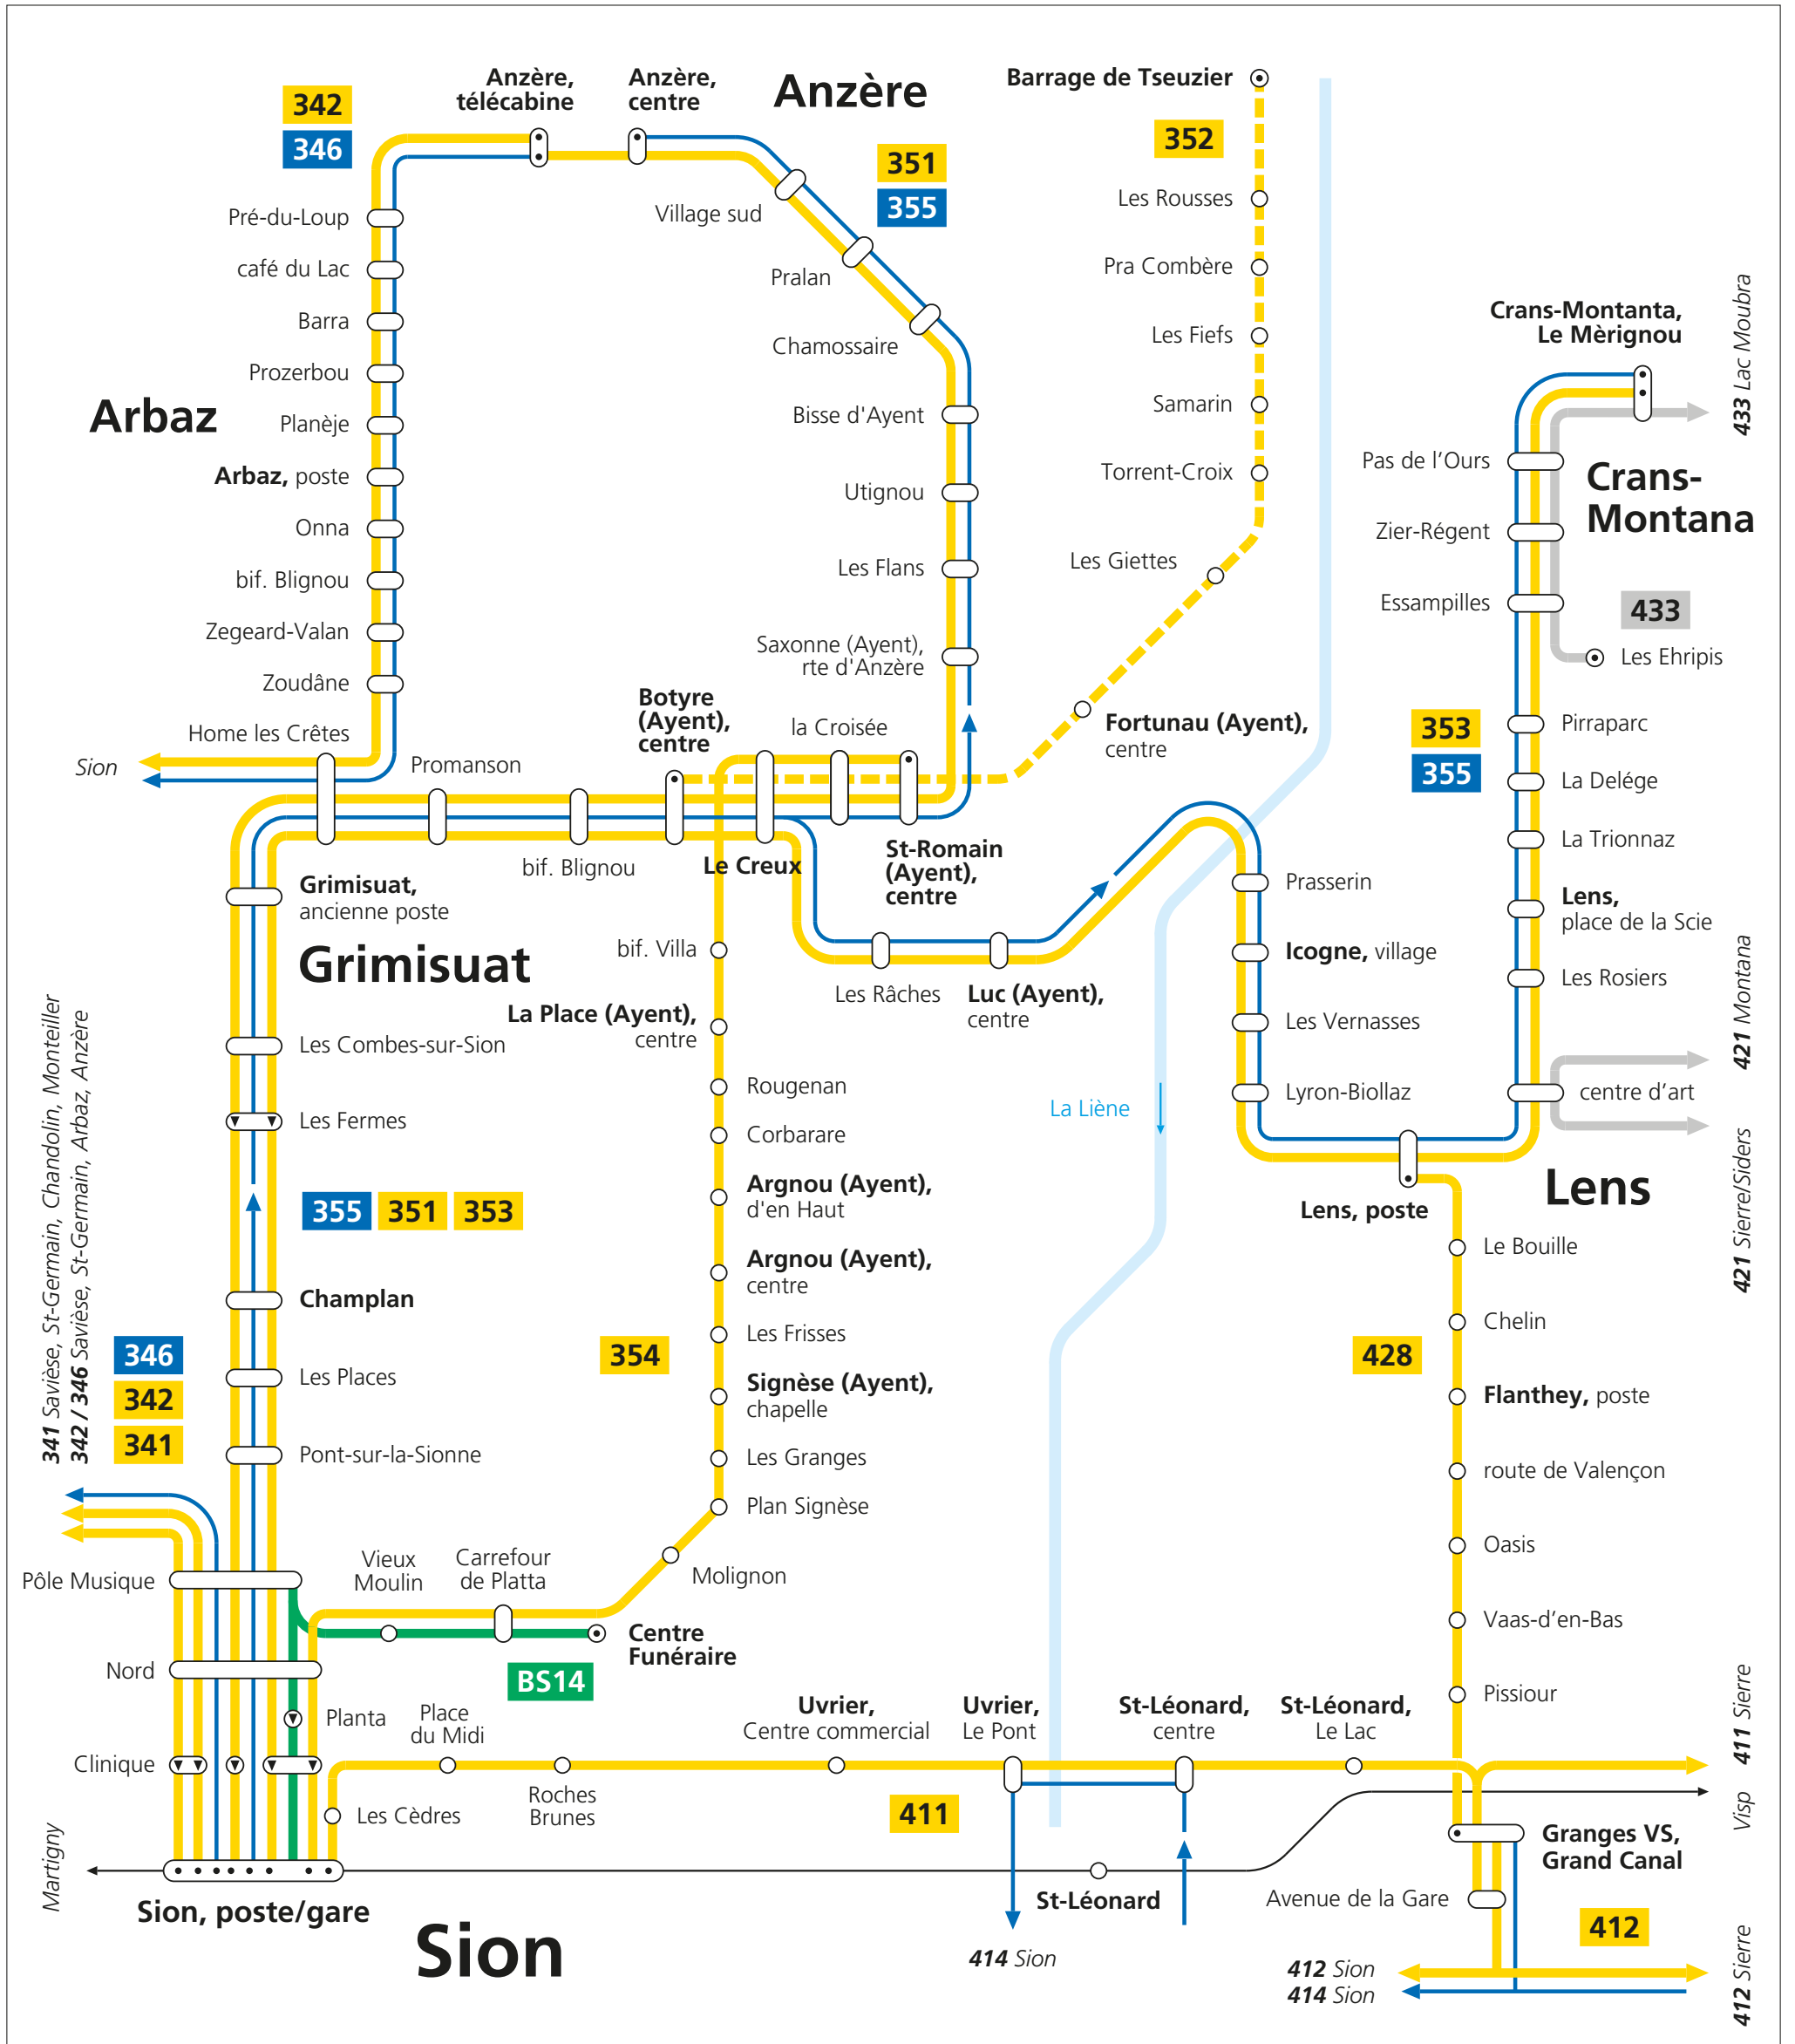 Anzère,
télécabine
Anzère,
centre
Anzère
Barrage de Tseuzier
342
346
351
355
352
Pré-du-Loup
café du Lac
Barra
Prozerbou
Planèje
Arbaz, poste
Onna
bif. Blignou
Zegeard-Valan
Zoudâne
Home les Crêtes
Arbaz
Sion
Village sud
Pralan
Chamossaire
Bisse d'Ayent
Utignou
Les Flans
Saxonne (Ayent),
rte d'Anzère
la Croisée
Botyre
(Ayent),
centre
Promanson
bif. Blignou
Le Creux
St-Romain
(Ayent),
centre
Les Rousses
Pra Combère
Les Fiefs
Samarin
Torrent-Croix
Les Giettes
Fortunau (Ayent),
centre
Crans-Montanta,
Le Mèrignou
433 Lac Moubra
Pas de l'Ours
Zier-Régent
Essampilles
Crans-
Montana
433
Les Ehripis
353
355
Pirraparc
La Delége
La Trionnaz
Lens,
place de la Scie
Les Rosiers
centre d'art
421 Montana
421 Sierre/Siders
Grimisuat,
ancienne poste
Grimisuat
Les Combes-sur-Sion
Les Fermes
355 351 353
Champlan
Les Places
Pont-sur-la-Sionne
341 Savièse, St-Germain, Chandolin, Monteiller
342 / 346 Savièse, St-Germain, Arbaz, Anzère
346
342
341
bif. Villa
La Place (Ayent),
centre
Rougenan
Corbarare
Argnou (Ayent),
d'en Haut
Argnou (Ayent),
centre
Les Frisses
354
Signèse (Ayent),
chapelle
Les Granges
Plan Signèse
Molignon
Les Râches
Luc (Ayent),
centre
La Liène
Prasserin
Icogne, village
Les Vernasses
Lyron-Biollaz
Lens, poste
Lens
Le Bouille
Chelin
428
Flanthey, poste
route de Valençon
Oasis
Vaas-d'en-Bas
Pissiour
Pôle Musique
Vieux
Moulin
Carrefour
de Platta
Centre
Funéraire
BS14
Nord
Planta
Clinique
Les Cèdres
Place
du Midi
Roches
Brunes
Uvrier,
Centre commercial
Uvrier,
Le Pont
St-Léonard,
centre
St-Léonard,
Le Lac
411
411 Sierre
Visp
Martigny
Sion, poste/gare
Sion
St-Léonard
414 Sion
Granges VS,
Grand Canal
Avenue de la Gare
412
412 Sion
414 Sion
412 Sierre